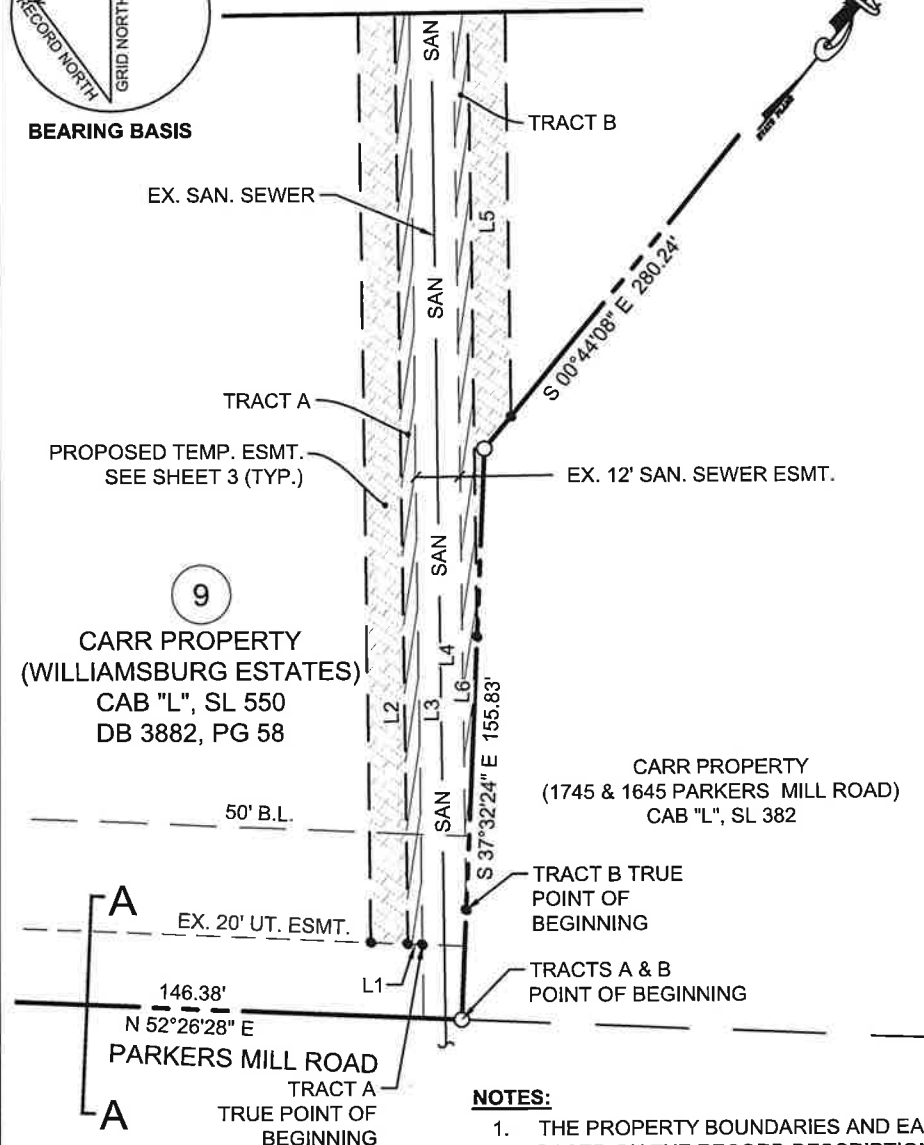 RECORD NORTH
GRID NORTH
BEARING BASIS
SAN
TRACT B
EX. SAN. SEWER
L5
SAN
S 00°44'08" E 280.24'
STATE PLANE
TRACT A
PROPOSED TEMP. ESMT.
SEE SHEET 3 (TYP.)
EX. 12' SAN. SEWER ESMT.
SAN
9
CARR PROPERTY
(WILLIAMSBURG ESTATES)
CAB "L", SL 550
DB 3882, PG 58
L2
L3
L4
L6
S 37°32'24" E 155.83'
CARR PROPERTY
(1745 & 1645 PARKERS MILL ROAD)
CAB "L", SL 382
50' B.L.
SAN
TRACT B TRUE
POINT OF
BEGINNING
A
EX. 20' UT. ESMT.
L1
TRACTS A & B
POINT OF BEGINNING
146.38'
N 52°26'28" E
PARKERS MILL ROAD
A
TRACT A
TRUE POINT OF
BEGINNING
NOTES:
1. THE PROPERTY BOUNDARIES AND EA